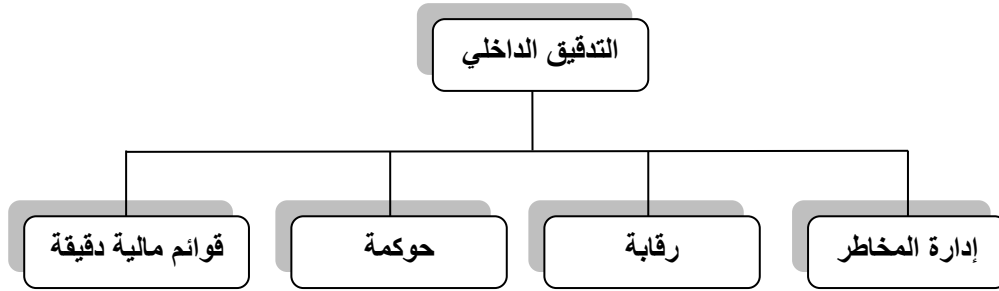 التدقيق الداخلي
إدارة المخاطر
رقابة
حوكمة
قوائم مالية دقيقة